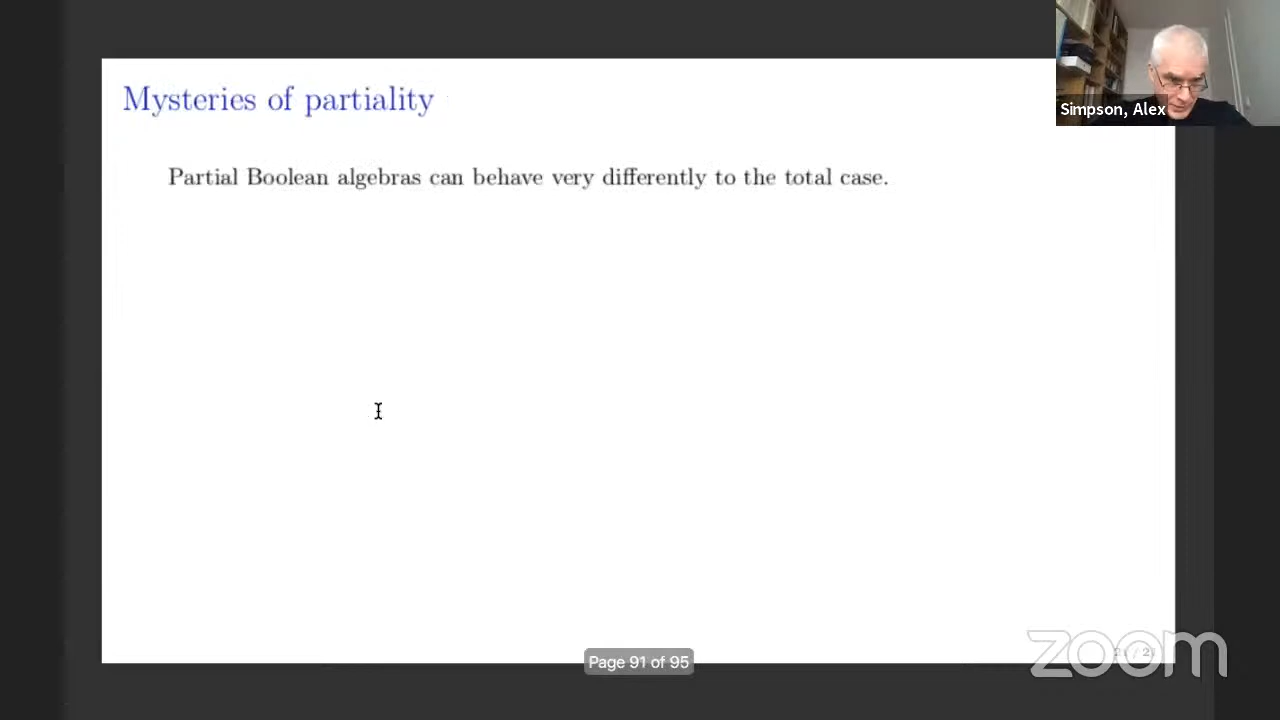 Mysteries of partiality
Simpson, Alex
Partial Boolean algebras can behave very differently to the total case.
Page 91 of 95
zoom